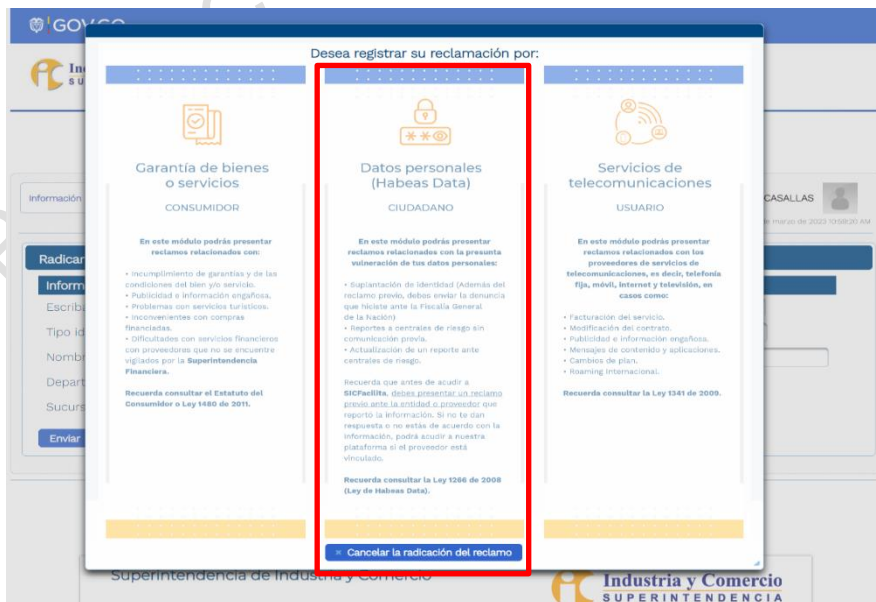 GOV.CO
Desea registrar su reclamación por:
Garantía de bienes
o servicios
CONSUMIDOR
En este módulo podrás presentar
reclamos relacionados con:
• Incumplimiento de garantías y de las
condiciones del bien y/o servicio.
• Publicidad e información engañosa.
• Problemas con servicios turísticos.
• Inconvenientes con compras
financiadas.
• Dificultades con servicios financieros
con proveedores que no se encuentre
vigilados por la Superintendencia
Financiera.
Recuerda consultar el Estatuto del
Consumidor o Ley 1480 de 2011.
Datos personales
(Habeas Data)
CIUDADANO
En este módulo podrás presentar
reclamos relacionados con la presunta
vulneración de tus datos personales:
• Suplantación de identidad (Además del
reclamo previo, debes enviar la denuncia
que hiciste ante la Fiscalía General
de la Nación)
• Reportes a centrales de riesgo sin
comunicación previa.
• Actualización de un reporte ante
centrales de riesgo.
Recuerda que antes de acudir a
SICFacilita, debes presentar un reclamo
previo ante la entidad o proveedor que
reportó la información. Si no te dan
respuesta o no estás de acuerdo con la
información, podrá acudir a nuestra
plataforma si el proveedor está
vinculado.
Recuerda consultar la Ley 1266 de 2008
(Ley de Habeas Data).
Servicios de
telecomunicaciones
USUARIO
En este módulo podrás presentar
reclamos relacionados con los
proveedores de servicios de
telecomunicaciones, es decir, telefonía
fija, móvil, internet y televisión, en
casos como:
• Facturación del servicio.
• Modificación del contrato.
• Publicidad e información engañosa.
• Mensajes de contenido y aplicaciones.
• Cambios de plan.
• Roaming Internacional.
Recuerda consultar la Ley 1341 de 2009.
× Cancelar la radicación del reclamo
Información
CASALLAS
de marzo de 2023 10:58:20 AM
Radicar
Inform
Escrib
Tipo id
Nombr
Depart
Sucurs
Enviar
Superintendencia de Industria y Comercio
Industria y Comercio
SUPERINTENDENCIA